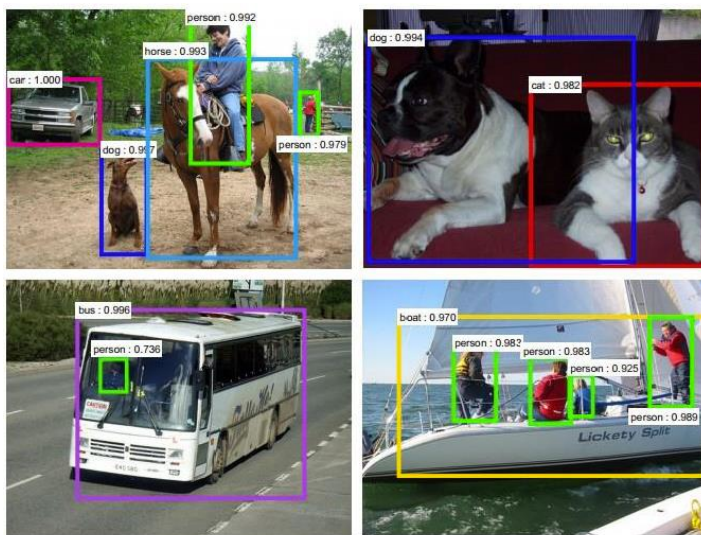 person : 0.992
horse : 0.993
car : 1.000
dog : 0.997
person : 0.979
dog : 0.994
cat : 0.982
bus : 0.996
person : 0.736
CAUTION
boat : 0.970
person : 0.983
person : 0.983
person : 0.925
person : 0.989
Lickety Split